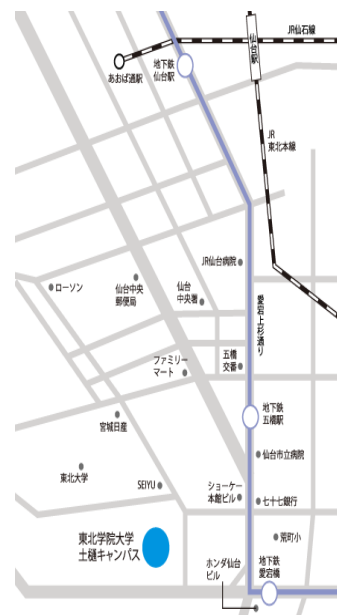 JR仙石線
仙台駅
あおば通駅
地下鉄
仙台駅
JR
東北本線
JR仙台病院
ローソン
仙台中央
郵便局
仙台
中央署
愛宕上杉通り
ファミリー
マート
五橋
交番
地下鉄
五橋駅
宮城日産
仙台市立病院
東北大学
SEIYU
ショーケー
本館ビル
七十七銀行
東北学院大学
土樋キャンパス
荒町小
ホンダ仙台
ビル
地下鉄
愛宕橋